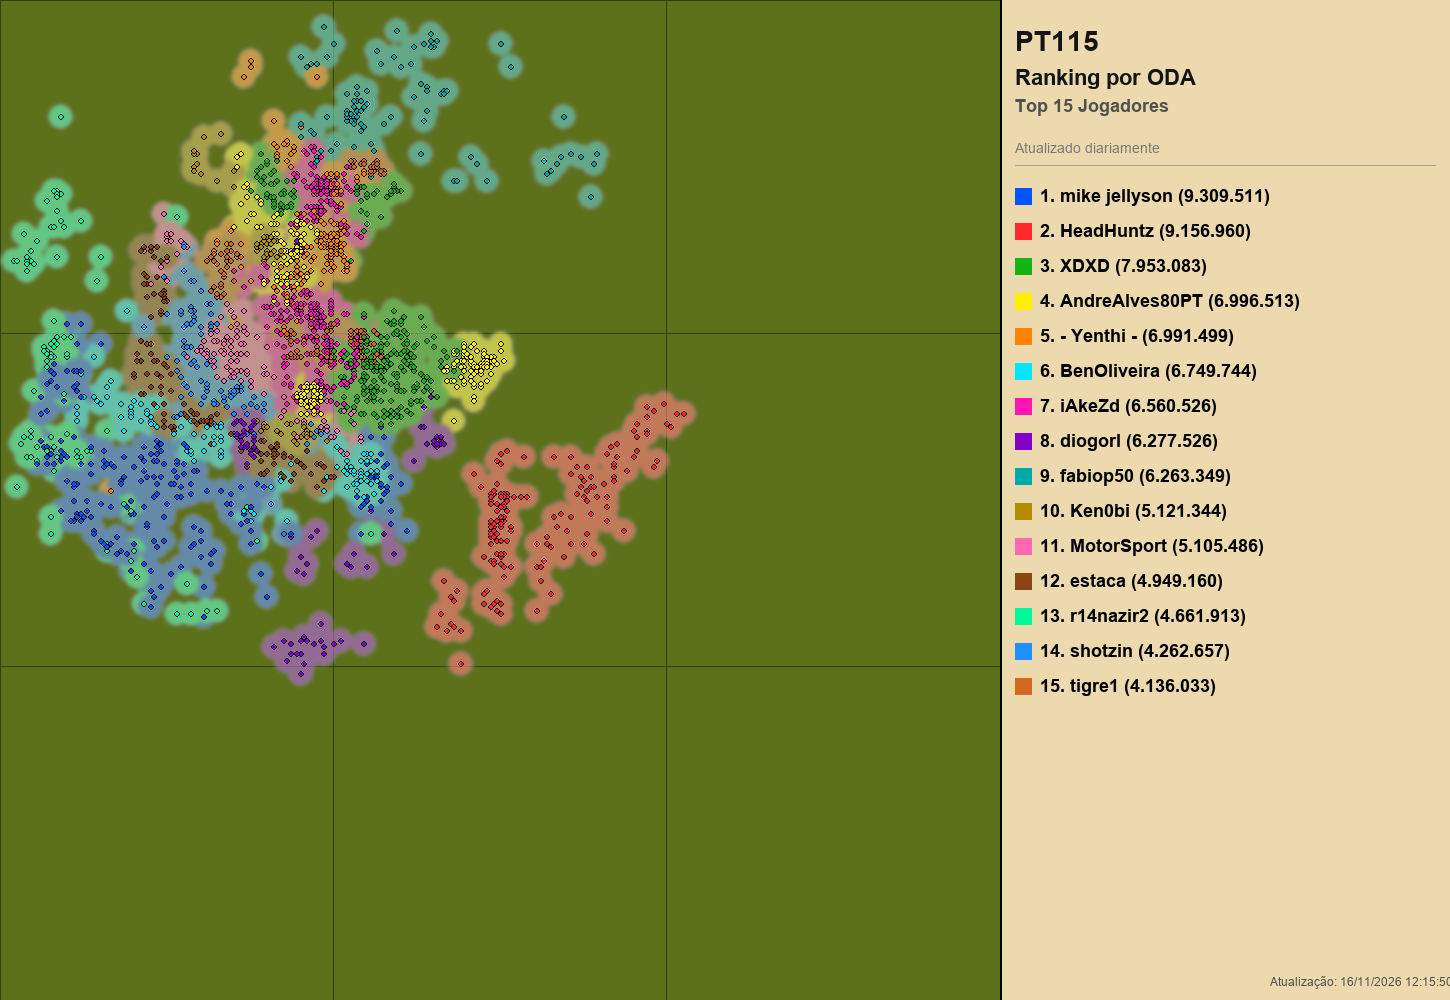 PT115
Ranking por ODA
Top 15 Jogadores
Atualizado diariamente
1. mike jellyson (9.309.511)
2. HeadHuntz (9.156.960)
3. XDXD (7.953.083)
4. AndreAlves80PT (6.996.513)
5. - Yenthi - (6.991.499)
6. BenOliveira (6.749.744)
7. iAkeZd (6.560.526)
8. diogorl (6.277.526)
9. fabiop50 (6.263.349)
10. Ken0bi (5.121.344)
11. MotorSport (5.105.486)
12. estaca (4.949.160)
13. r14nazir2 (4.661.913)
14. shotzin (4.262.657)
15. tigre1 (4.136.033)
Atualização: 16/11/2026 12:15:50